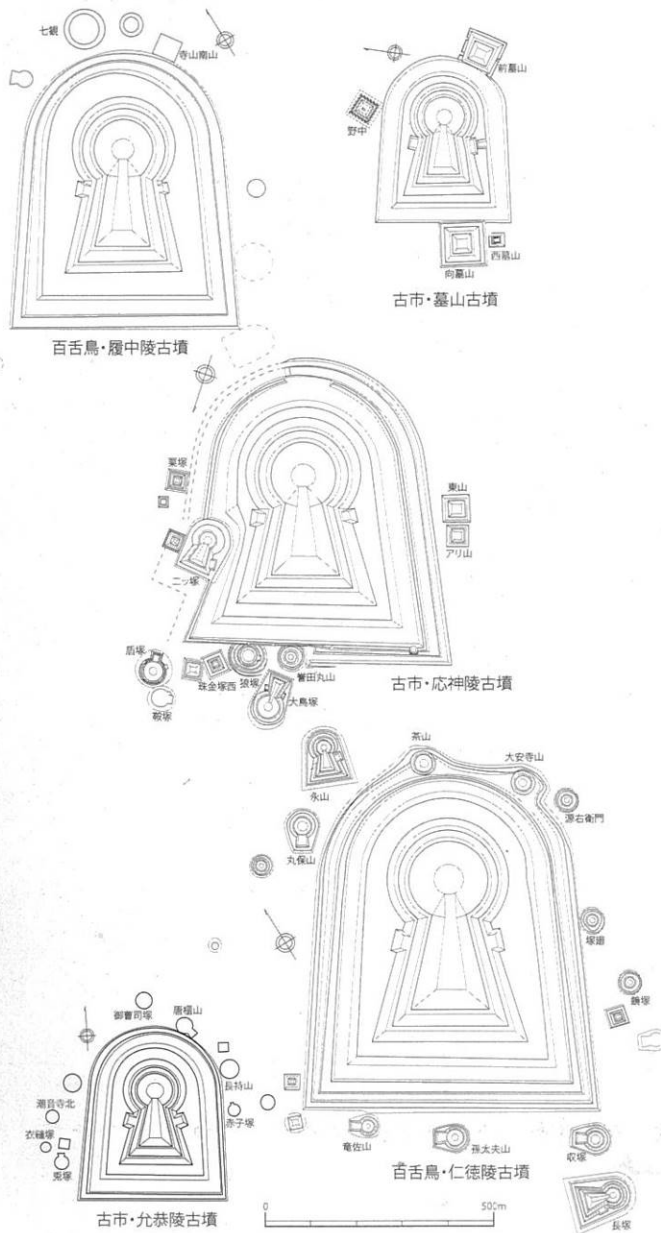 七観
寺山南山
百舌鳥・履中陵古墳
前墓山
野中
向墓山
西墓山
古市・墓山古墳
栗塚
二ッ塚
東山
アリ山
盾塚
鞍塚
珠金塚西
狼塚
誉田丸山
大鳥塚
古市・応神陵古墳
茶山
大安寺山
永山
源右衛門
丸保山
塚廻
鏡塚
竜佐山
孫太夫山
収塚
長塚
百舌鳥・仁徳陵古墳
御曹司塚
唐櫃山
長持山
潮音寺北
赤子塚
衣縫塚
兎塚
古市・允恭陵古墳
0
500m